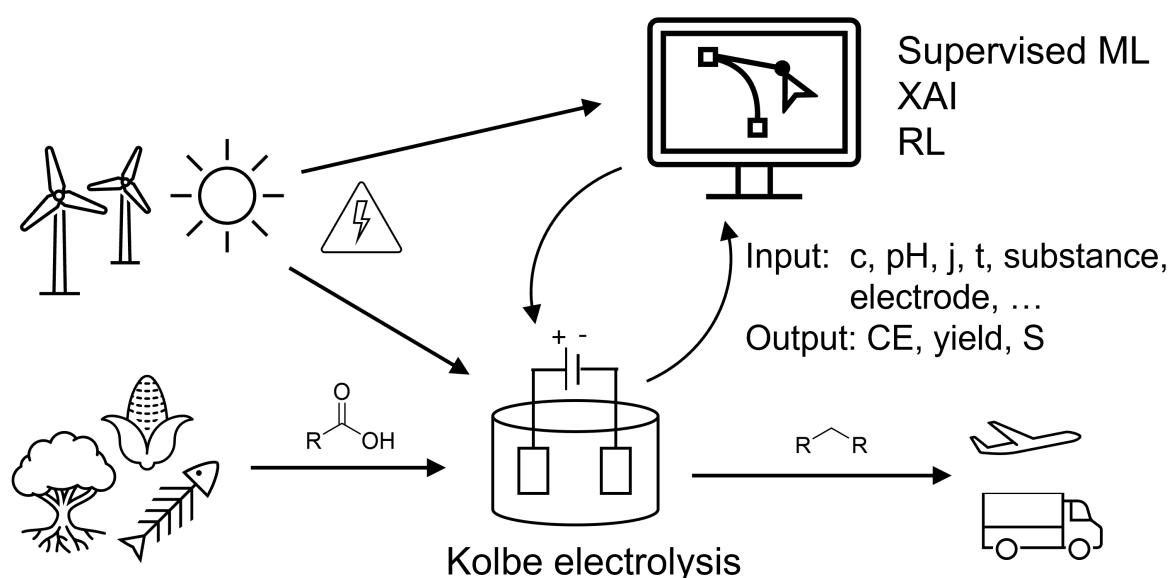 Supervised ML
XAI
RL
Input: c, pH, j, t, substance,
electrode, …
Output: CE, yield, S
+ -
O
R OH
R R
Kolbe electrolysis